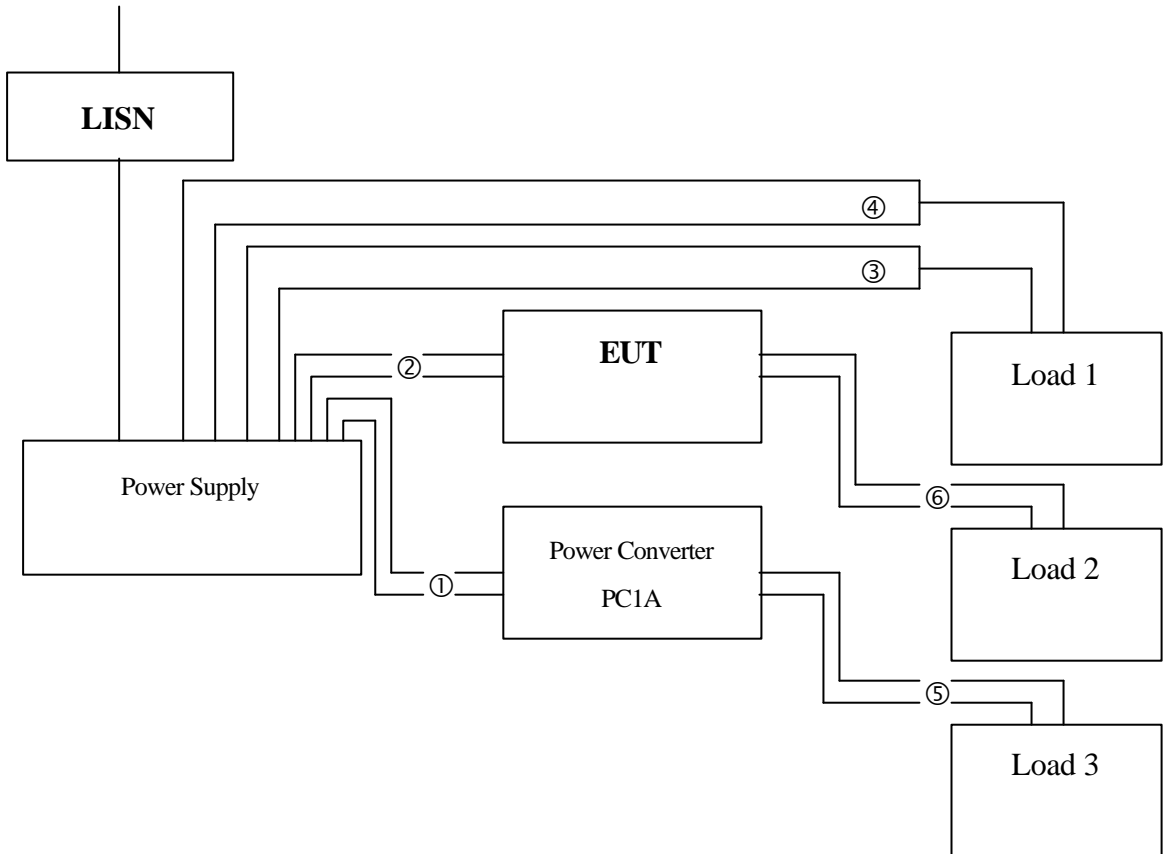 LISN
④
③
EUT
②
Load 1
Power Supply
⑥
Power Converter
PC1A
①
Load 2
⑤
Load 3